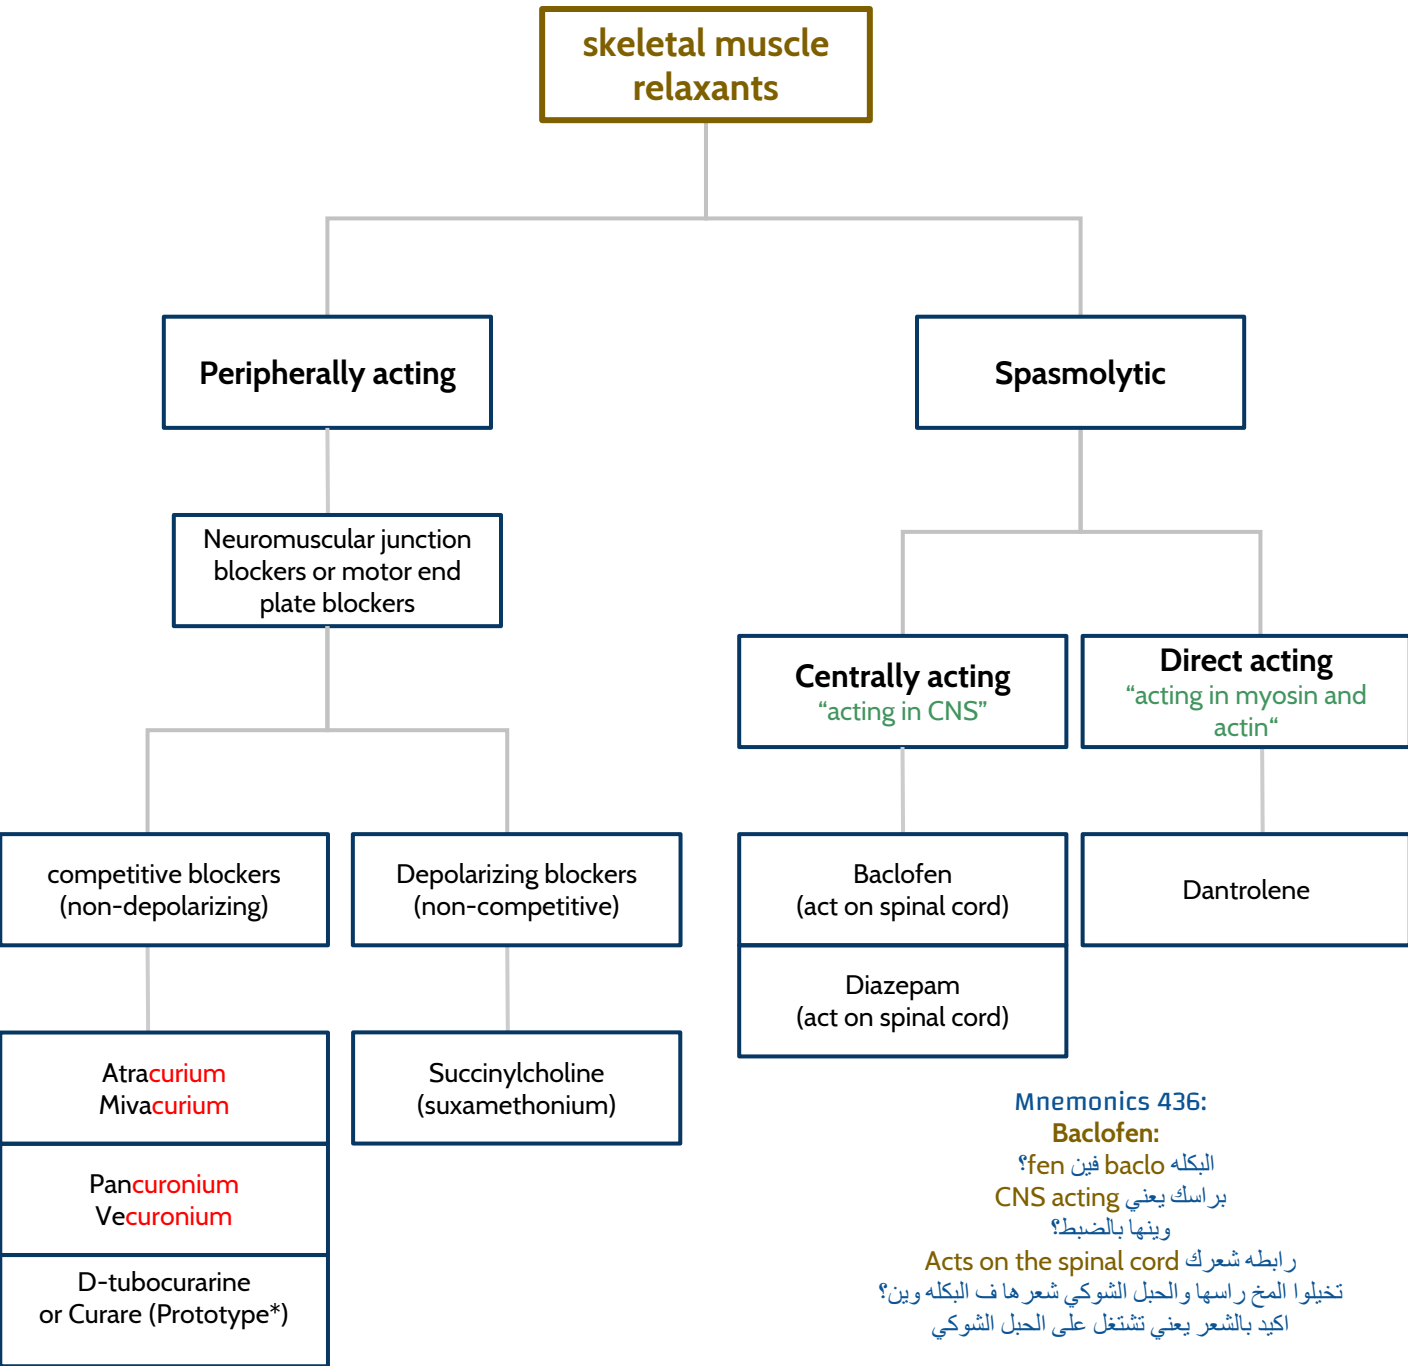 skeletal muscle
relaxants
Peripherally acting
Spasmolytic
Neuromuscular junction
blockers or motor end
plate blockers
Centrally acting
“acting in CNS”
Direct acting
“acting in myosin and
actin“
competitive blockers
(non-depolarizing)
Depolarizing blockers
(non-competitive)
Baclofen
(act on spinal cord)
Dantrolene
Diazepam
(act on spinal cord)
Atracurium
Mivacurium
Succinylcholine
(suxamethonium)
Pancuronium
Vecuronium
D-tubocurarine
or Curare (Prototype*)
Mnemonics 436:
Baclofen:
البكله baclo فين fen؟
براسك يعني CNS acting
وينها بالضبط؟
رابطه شعرك Acts on the spinal cord
تخيلوا المخ راسها والحبل الشوكي شعرها ف البكله وين؟
اكيد بالشعر يعني تشتغل على الحبل الشوكي